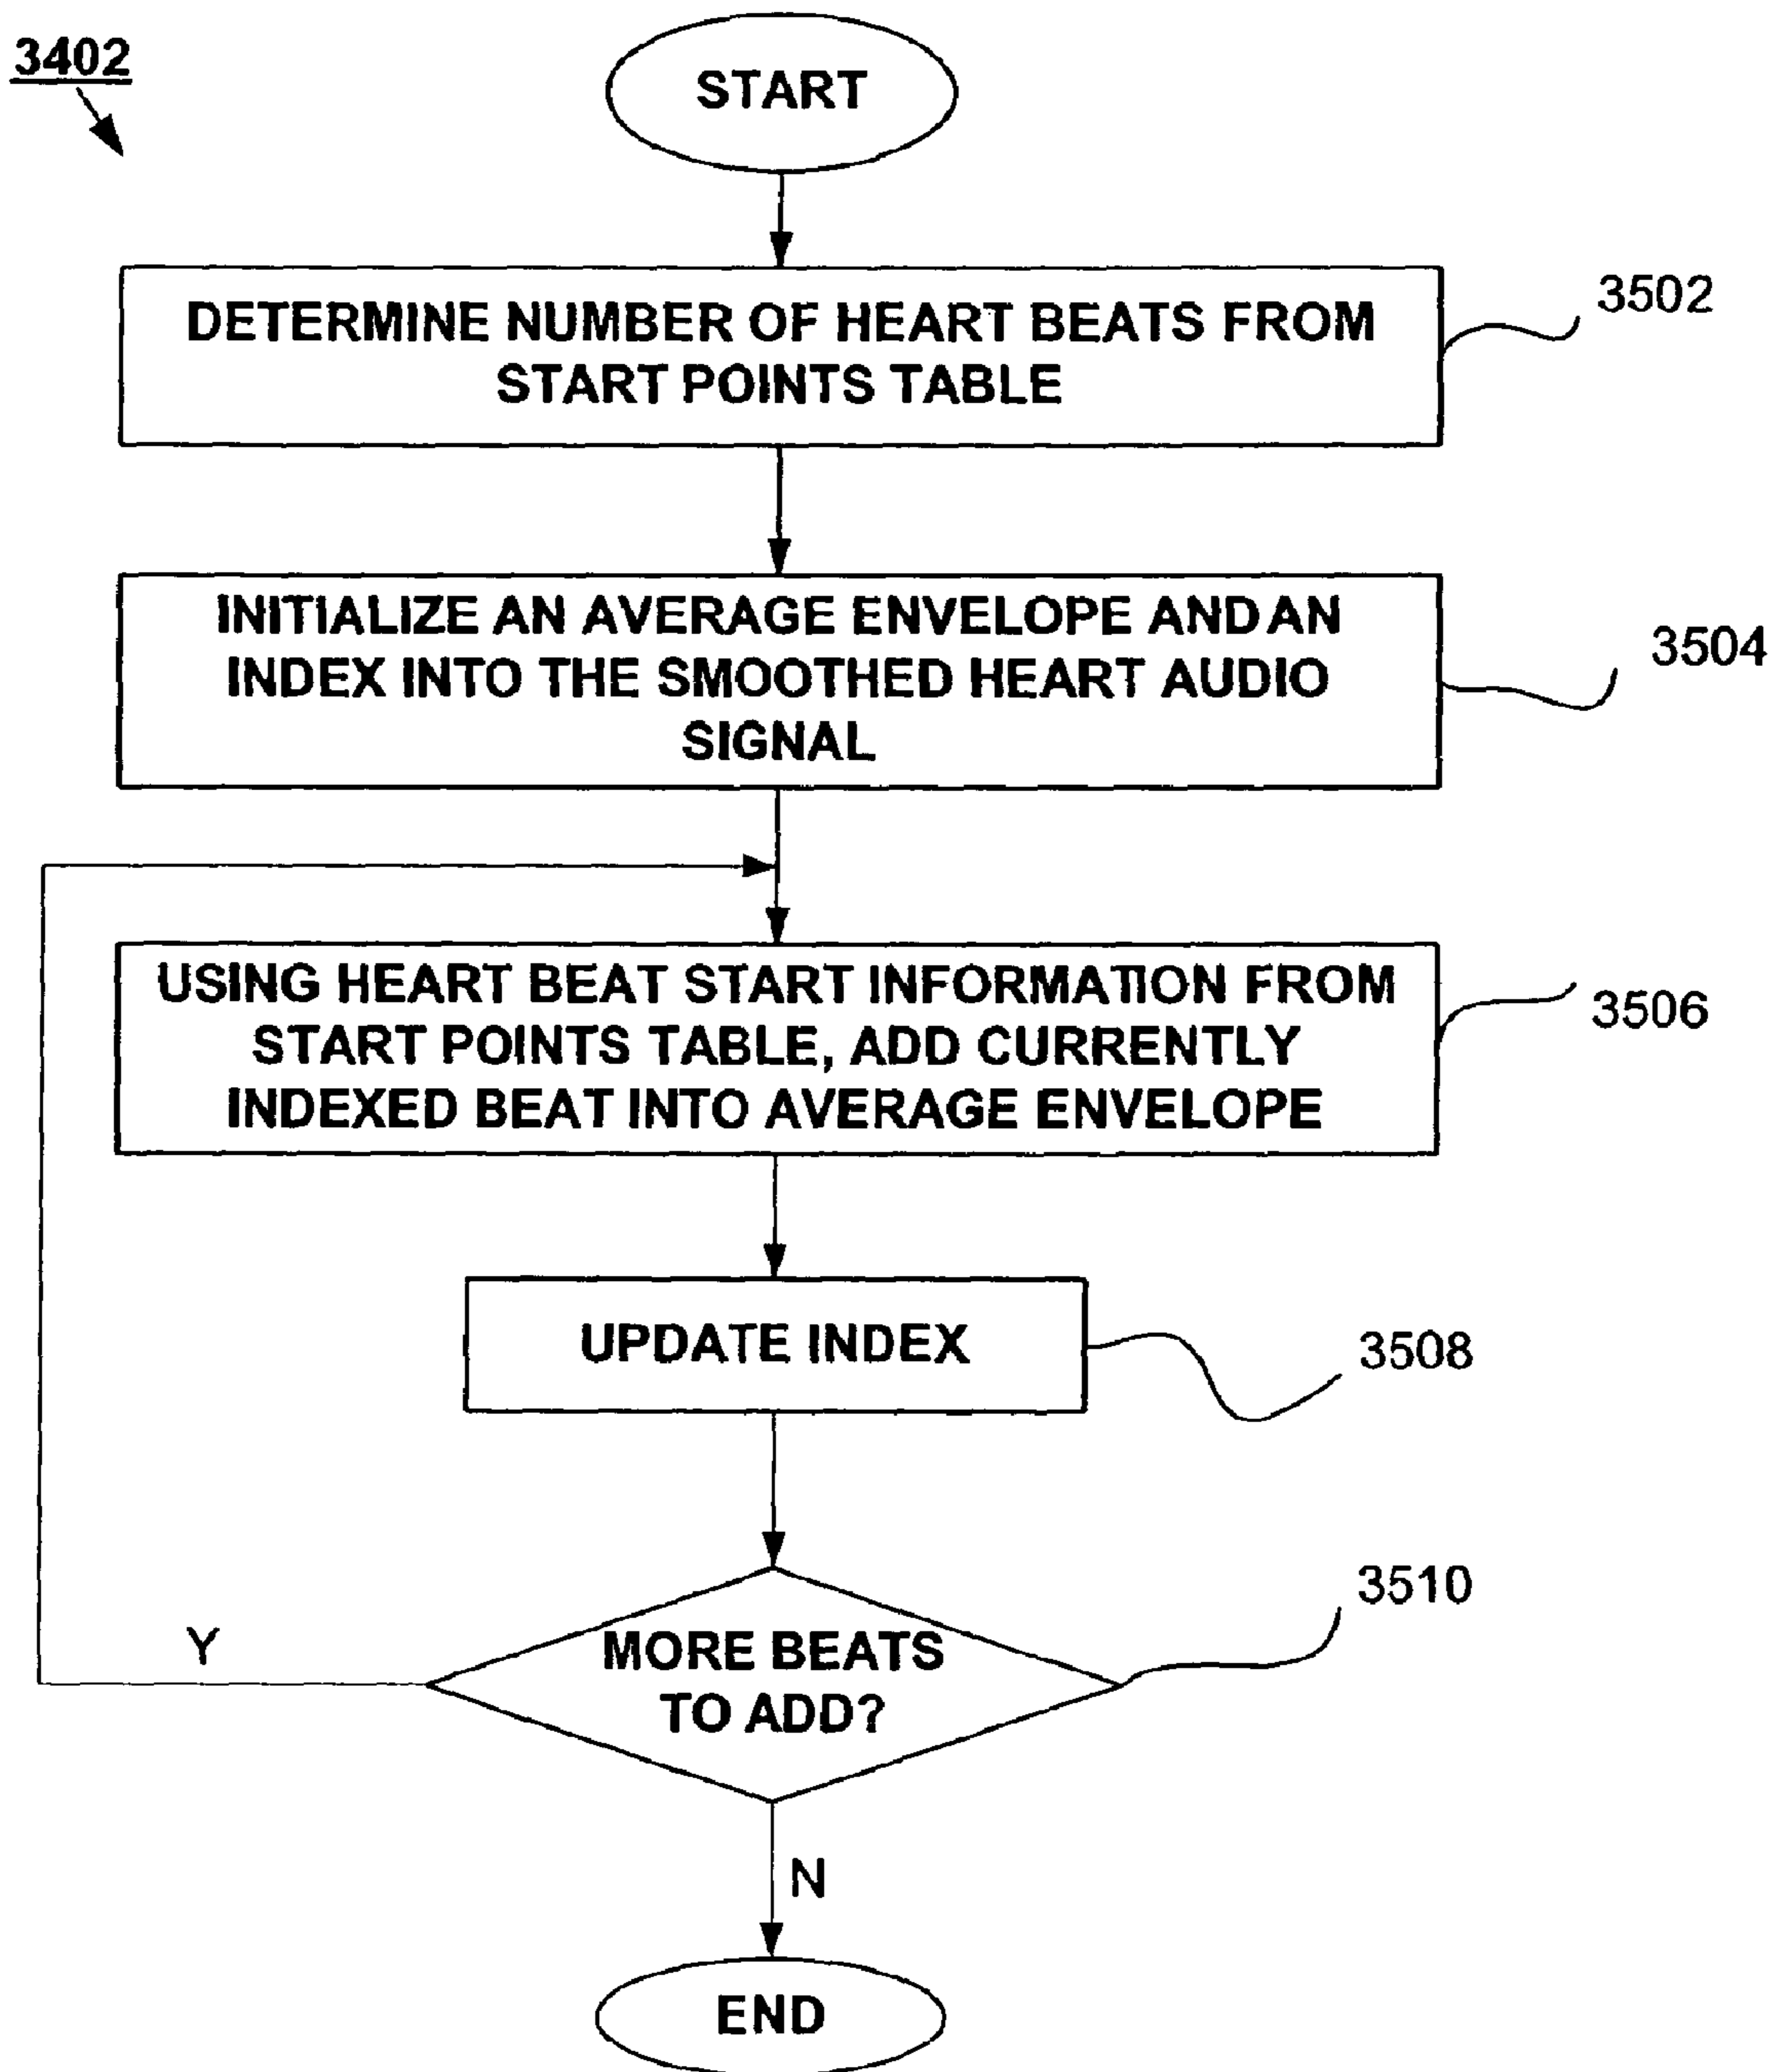 3402
START
DETERMINE NUMBER OF HEART BEATS FROM
START POINTS TABLE
3502
INITIALIZE AN AVERAGE ENVELOPE AND AN
INDEX INTO THE SMOOTHED HEART AUDIO
SIGNAL
3504
USING HEART BEAT START INFORMATION FROM
START POINTS TABLE, ADD CURRENTLY
INDEXED BEAT INTO AVERAGE ENVELOPE
3506
UPDATE INDEX
3508
MORE BEATS
TO ADD?
3510
Y
N
END